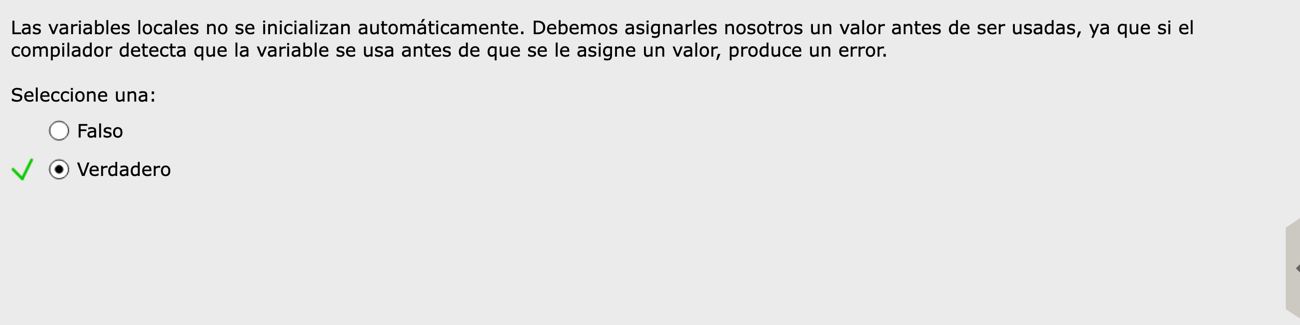 Las variables locales no se inicializan automáticamente. Debemos asignarles nosotros un valor antes de ser usadas, ya que si el
compilador detecta que la variable se usa antes de que se le asigne un valor, produce un error.
Seleccione una:
Falso
Verdadero